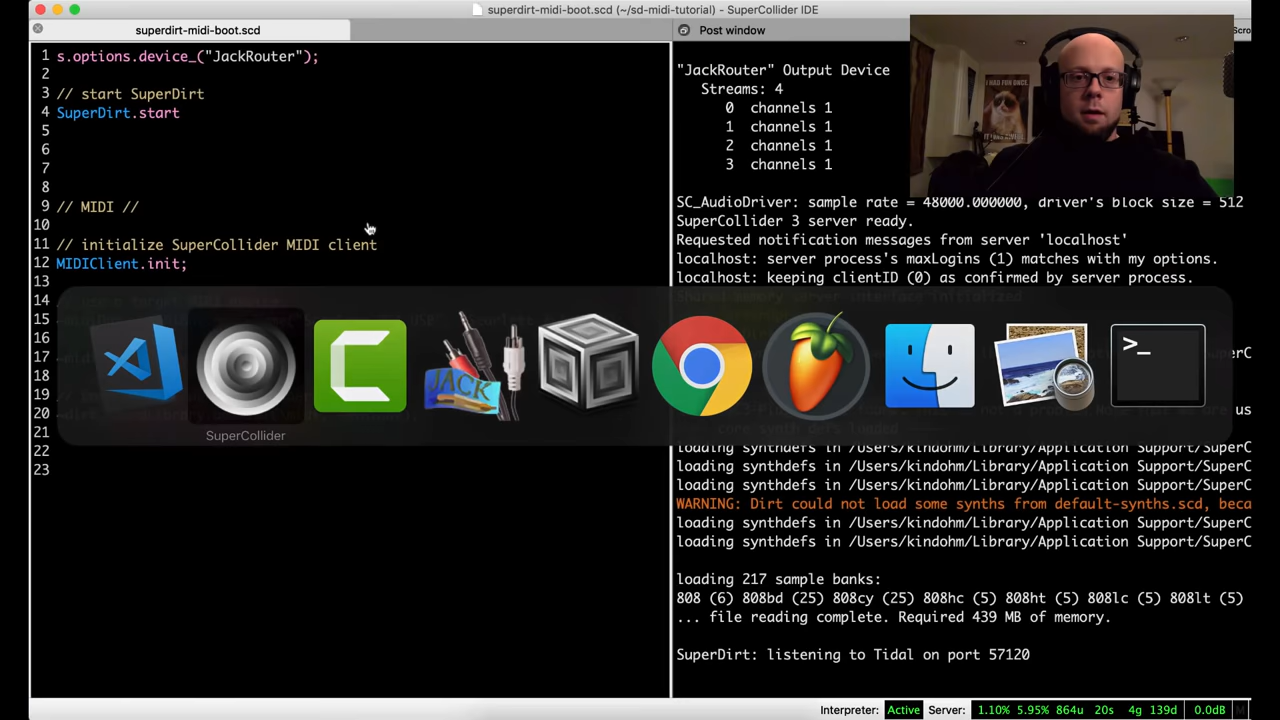 superdirt-midi-boot.scd (~/sd-midi-tutorial) - SuperCollider IDE
superdirt-midi-boot.scd
1 s.options.device_("JackRouter");
2
3 // start SuperDirt
4 SuperDirt.start
5
6
7
8
9 // MIDI //
10
11 // initialize SuperCollider MIDI client
12 MIDIClient.init;
13
14
15
16
17
18
19
20
21
22
23
SuperCollider
JACK
>_
Post window
Scro
"JackRouter" Output Device
Streams: 4
0 channels 1
1 channels 1
2 channels 1
3 channels 1
SC_AudioDriver: sample rate = 48000.000000, driver's block size = 512
SuperCollider 3 server ready.
Requested notification messages from server 'localhost'
localhost: server process's maxLogins (1) matches with my options.
localhost: keeping clientID (0) as confirmed by server process.
loading synthdefs in /Users/kindohm/Library/Application Support/SuperC
loading synthdefs in /Users/kindohm/Library/Application Support/SuperC
loading synthdefs in /Users/kindohm/Library/Application Support/SuperC
WARNING: Dirt could not load some synths from default-synths.scd, beca
loading synthdefs in /Users/kindohm/Library/Application Support/SuperC
loading synthdefs in /Users/kindohm/Library/Application Support/SuperC
loading 217 sample banks:
808 (6) 808bd (25) 808cy (25) 808hc (5) 808ht (5) 808lc (5) 808lt (5)
... file reading complete. Required 439 MB of memory.
SuperDirt: listening to Tidal on port 57120
I HAD FUN ONCE
Interpreter: Active Server: 1.10% 5.95% 864u 20s 4g 139d 0.0dB M